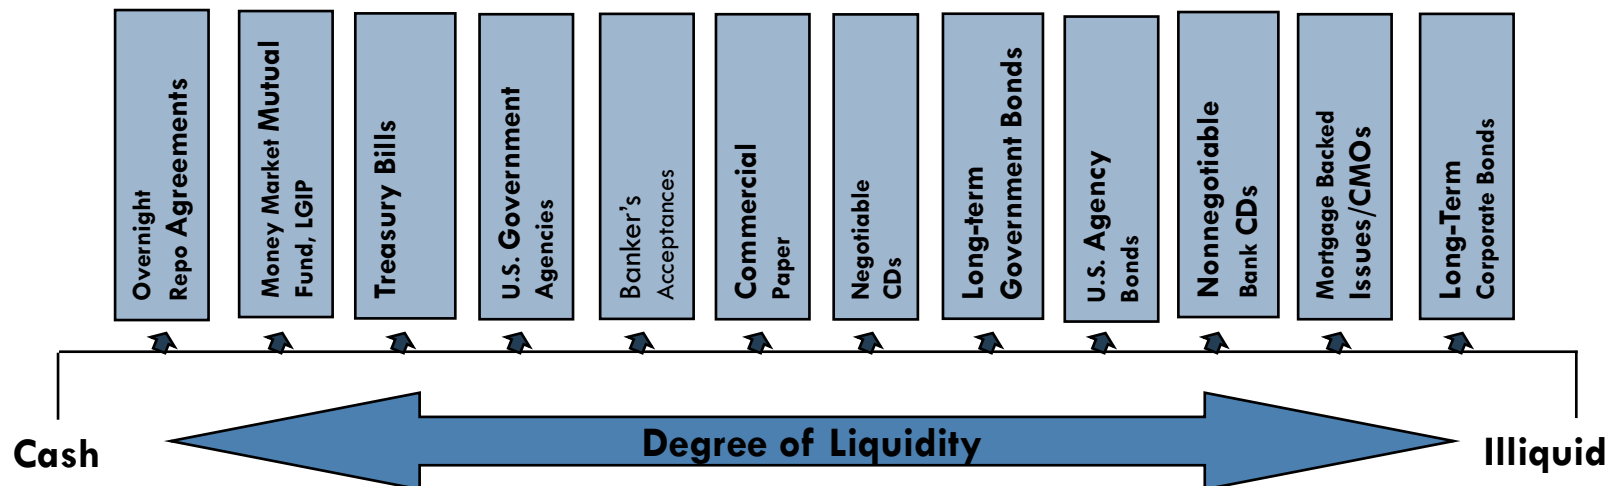 Overnight
Repo Agreements
Money Market Mutual
Fund, LGIP
Treasury Bills
U.S. Government
Agencies
Banker’s
Acceptances
Commercial
Paper
Negotiable
CDs
Long-term
Government Bonds
U.S. Agency
Bonds
Nonnegotiable
Bank CDs
Mortgage Backed
Issues/CMOs
Long-Term
Corporate Bonds
Cash
Degree of Liquidity
Illiquid